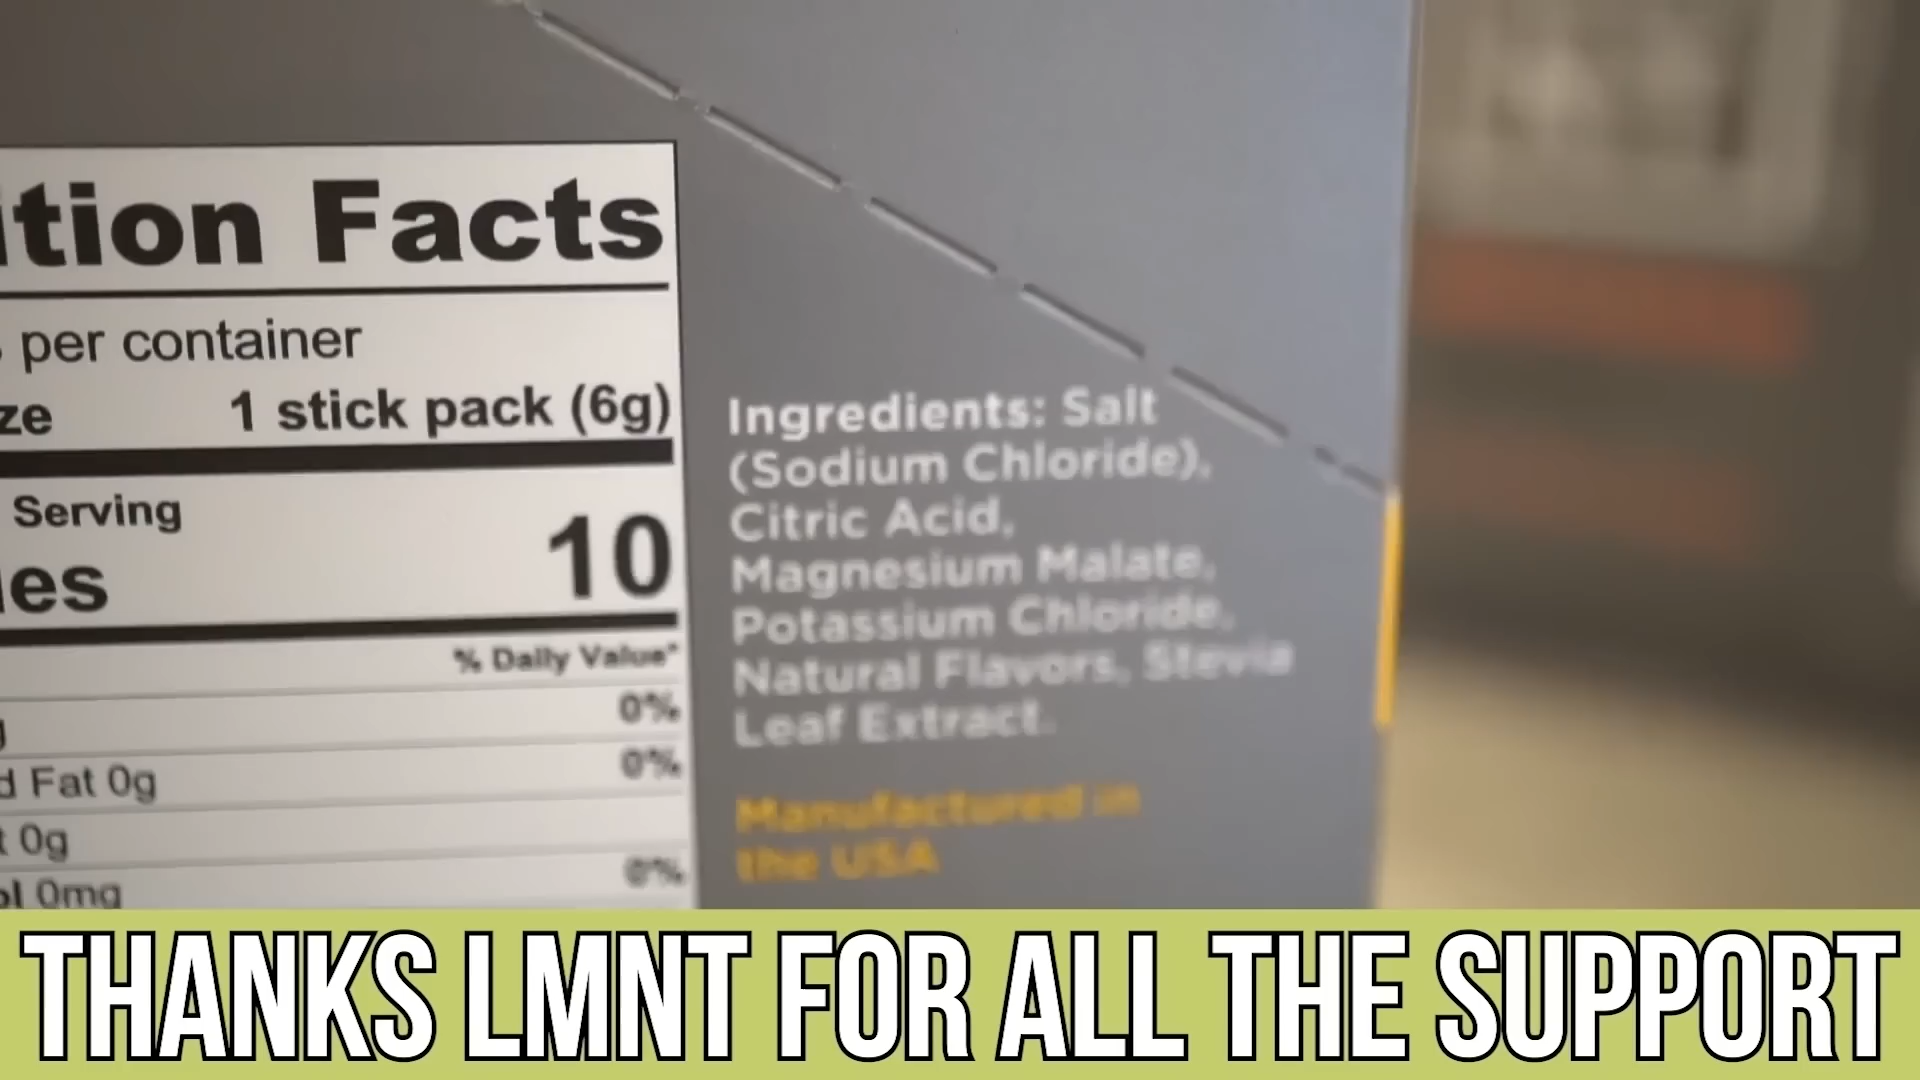 ition Facts
per container
ze 1 stick pack (6g)
Serving
es 10
% Daily Value*
0%
d Fat 0g 0%
t 0g
ol 0mg 0%
Ingredients: Salt
(Sodium Chloride),
Citric Acid,
Magnesium Malate,
Potassium Chloride,
Natural Flavors, Stevia
Leaf Extract.
Manufactured in
the USA
THANKS LMNT FOR ALL THE SUPPORT